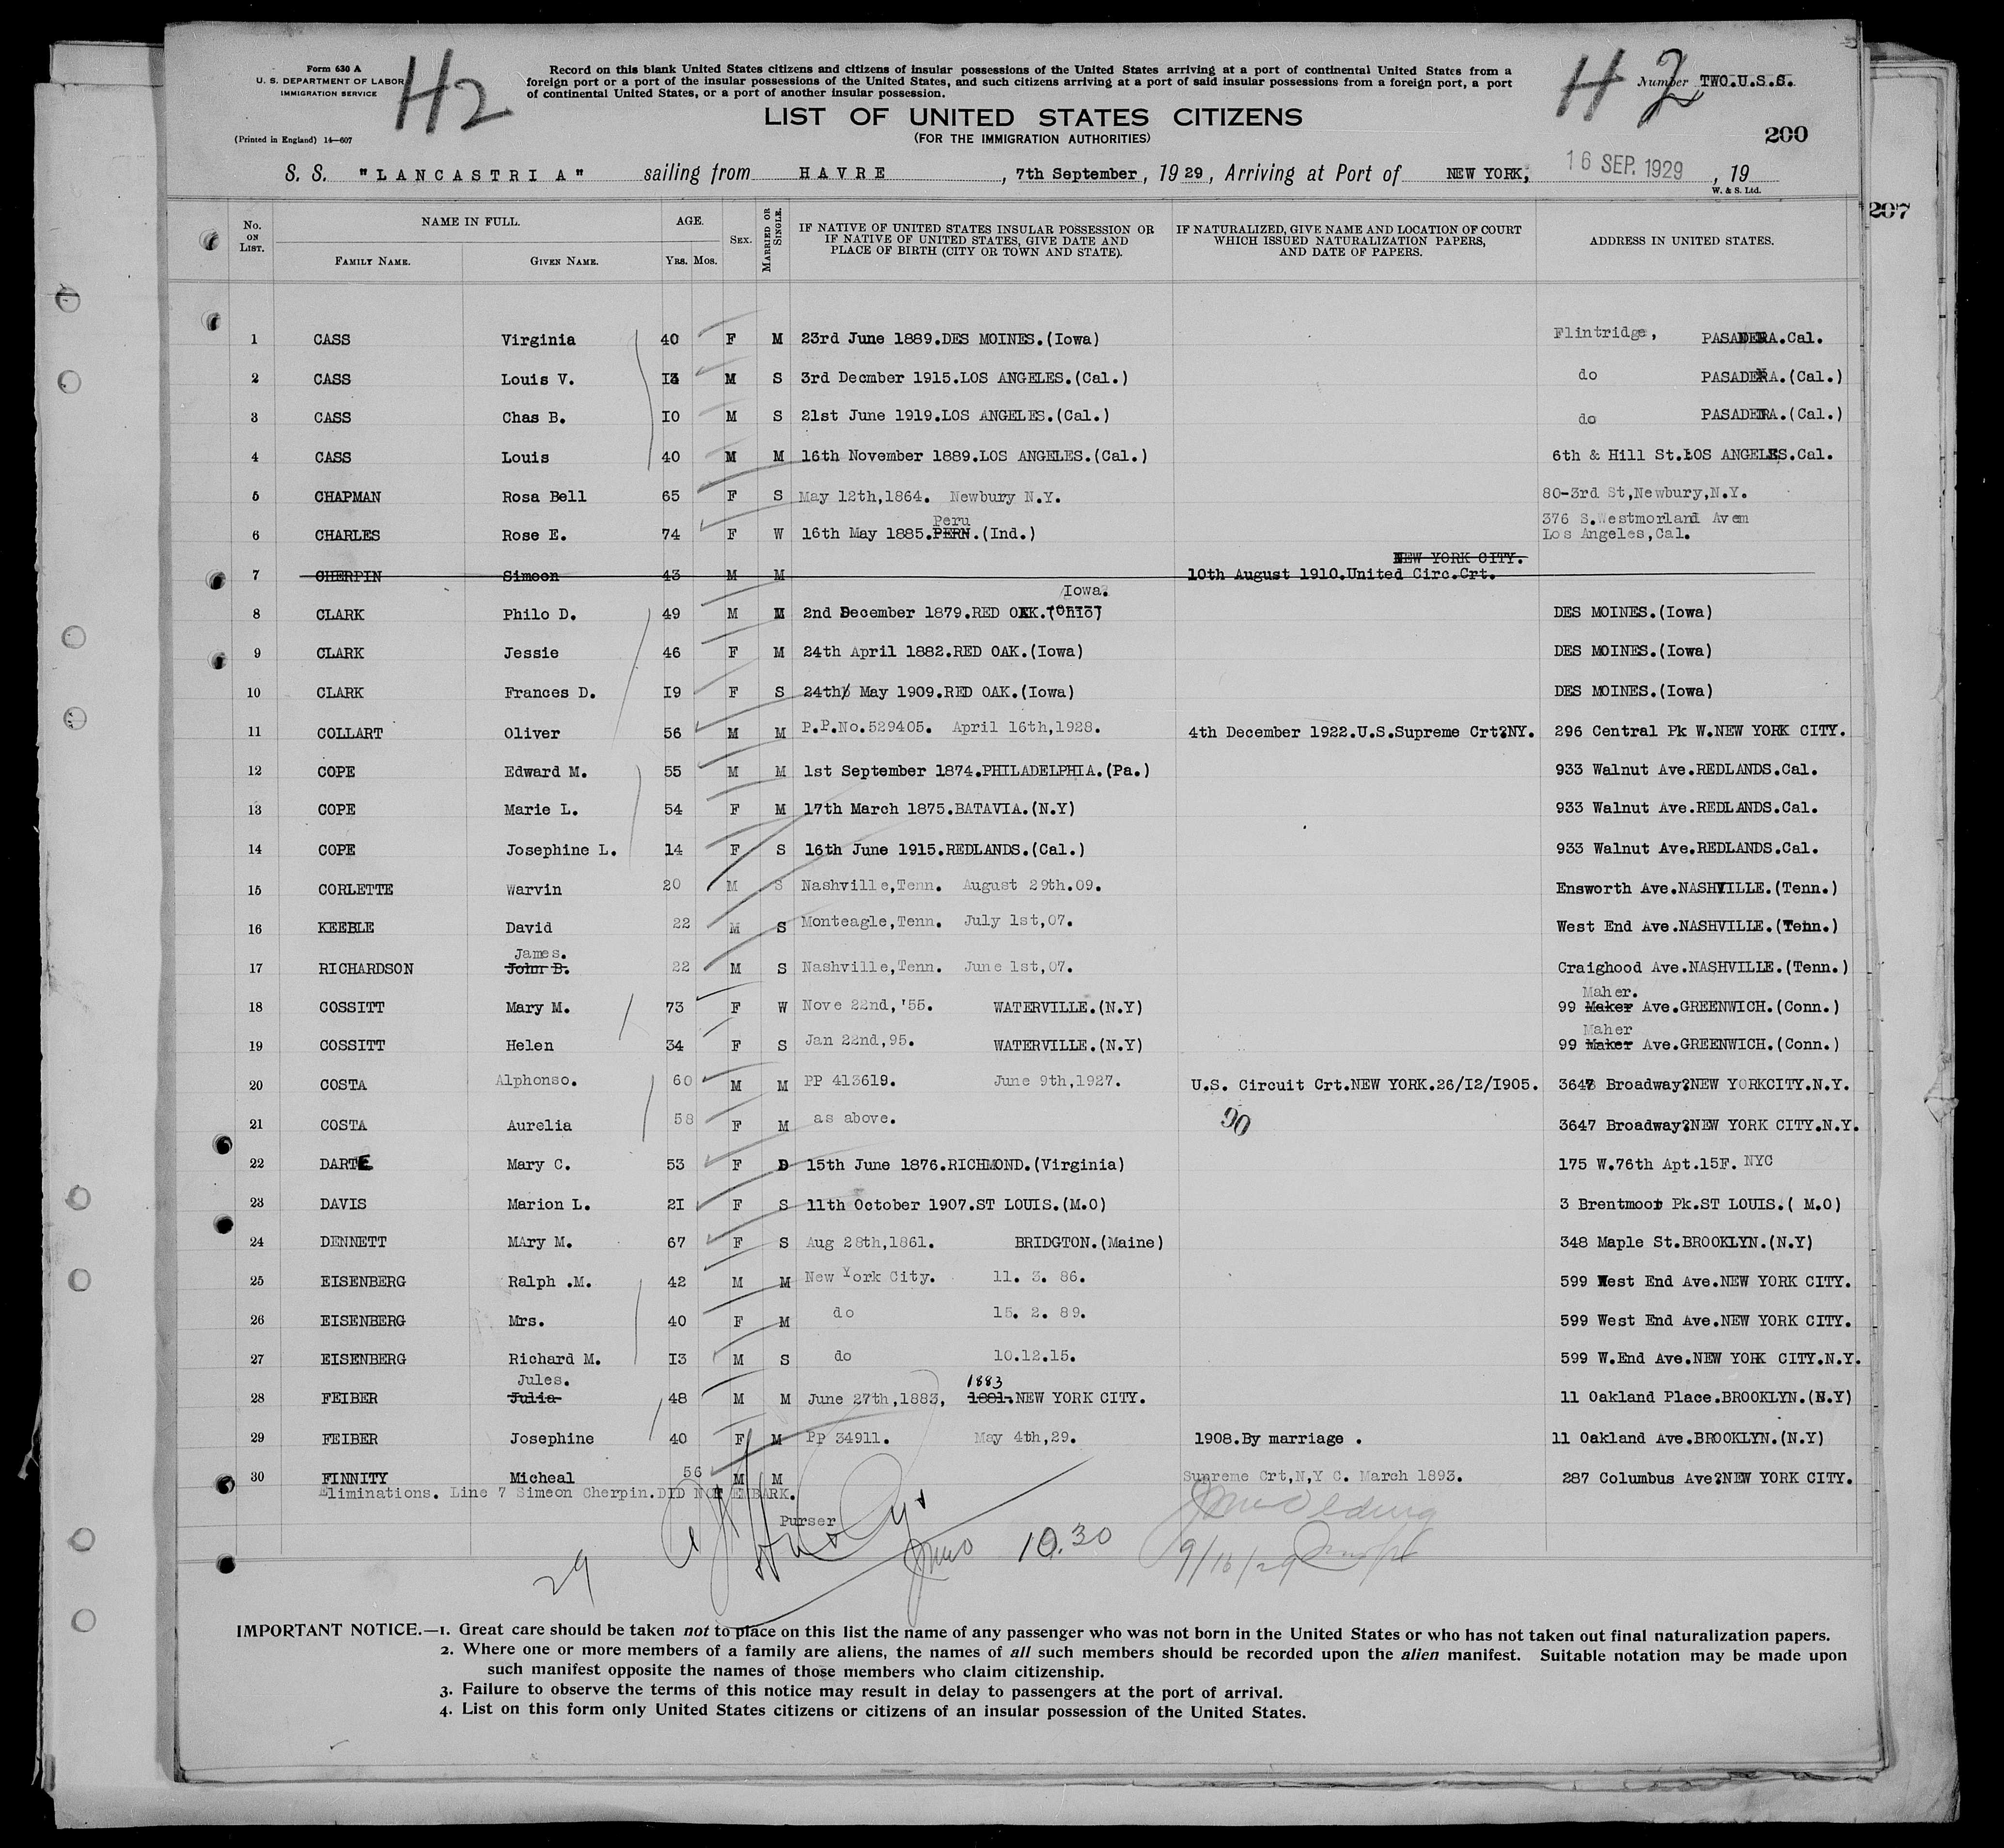 Form 630 A
U. S. DEPARTMENT OF LABOR
IMMIGRATION SERVICE
(Printed in England) 14—607
H2
Record on this blank United States citizens and citizens of insular possessions of the United States arriving at a port of continental United States from a
foreign port or a port of the insular possessions of the United States, and such citizens arriving at a port of said insular possessions from a foreign port, a port
of continental United States, or a port of another insular possession.
LIST OF UNITED STATES CITIZENS
(FOR THE IMMIGRATION AUTHORITIES)
H 2
Number TWO.U.S.S.
200
S. S. "LANCASTRIA" sailing from HAVRE, 7th September, 1929, Arriving at Port of NEW YORK, 16 SEP. 1929, 19
W. & S. Ltd.
207
No. ON LIST. NAME IN FULL. AGE. SEX. MARRIED OR SINGLE. IF NATIVE OF UNITED STATES INSULAR POSSESSION OR IF NATIVE OF UNITED STATES, GIVE DATE AND PLACE OF BIRTH (CITY OR TOWN AND STATE). IF NATURALIZED, GIVE NAME AND LOCATION OF COURT WHICH ISSUED NATURALIZATION PAPERS, AND DATE OF PAPERS. ADDRESS IN UNITED STATES.
FAMILY NAME. GIVEN NAME. YRS. MOS.
1 CASS Virginia 40 F M 23rd June 1889.DES MOINES.(Iowa) Flintridge, PASADENA.Cal.
2 CASS Louis V. I3 M S 3rd Decmber 1915.LOS ANGELES.(Cal.) do PASADENA.(Cal.)
3 CASS Chas B. I0 M S 21st June 1919.LOS ANGELES.(Cal.) do PASADENA.(Cal.)
4 CASS Louis 40 M M 16th November 1889.LOS ANGELES.(Cal.) 6th & Hill St.LOS ANGELES.Cal.
5 CHAPMAN Rosa Bell 65 F S May 12th,1864. Newbury N.Y. 80-3rd St,Newbury,N.Y.
6 CHARLES Rose E. 74 F W 16th May 1885.PERN.(Ind.) Peru 376 S.Westmorland Avem
Los Angeles,Cal.
NEW YORK CITY.
7 CHERPIN Simeon 43 M M 10th August 1910.United Circ.Crt.
Iowa.
8 CLARK Philo D. 49 M M 2nd December 1879.RED OAK.(Ohio) DES MOINES.(Iowa)
9 CLARK Jessie 46 F M 24th April 1882.RED OAK.(Iowa) DES MOINES.(Iowa)
10 CLARK Frances D. I9 F S 24th May 1909.RED OAK.(Iowa) DES MOINES.(Iowa)
11 COLLART Oliver 56 M M P.P.No.529405. April 16th,1928. 4th December 1922.U.S.Supreme Crt?NY. 296 Central Pk W.NEW YORK CITY.
12 COPE Edward M. 55 M M 1st September 1874.PHILADELPHIA.(Pa.) 933 Walnut Ave.REDLANDS.Cal.
13 COPE Marie L. 54 F M 17th March 1875.BATAVIA.(N.Y) 933 Walnut Ave.REDLANDS.Cal.
14 COPE Josephine L. 14 F S 16th June 1915.REDLANDS.(Cal.) 933 Walnut Ave.REDLANDS.Cal.
15 CORLETTE Warvin 20 M S Nashville,Tenn. August 29th.09. Ensworth Ave.NASHVILLE.(Tenn.)
16 KEEBLE David 22 M S Monteagle,Tenn. July 1st,07. West End Ave.NASHVILLE.(Tenn.)
James.
17 RICHARDSON John B. 22 M S Nashville,Tenn. June 1st,07. Craighood Ave.NASHVILLE.(Tenn.)
Maher.
18 COSSITT Mary M. 73 F W Nove 22nd,'55. WATERVILLE.(N.Y) 99 Maker Ave.GREENWICH.(Conn.)
Maher
19 COSSITT Helen 34 F S Jan 22nd,95. WATERVILLE.(N.Y) 99 Maker Ave.GREENWICH.(Conn.)
20 COSTA Alphonso. 60 M M PP 413619. June 9th,1927. U.S. Circuit Crt.NEW YORK.26/I2/I905. 3647 Broadway?NEW YORKCITY.N.Y.
21 COSTA Aurelia 58 F M as above. 90 3647 Broadway?NEW YORK CITY.N.Y.
22 DARTE Mary C. 53 F D 15th June 1876.RICHMOND.(Virginia) 175 W.76th Apt.15F. NYC
23 DAVIS Marion L. 2I F S 11th October 1907.ST LOUIS.(M.O) 3 Brentmoor Pk.ST LOUIS.( M.O)
24 DENNETT MAry M. 67 F S Aug 28th,1861. BRIDGTON.(Maine) 348 Maple St.BROOKLYN.(N.Y)
25 EISENBERG Ralph .M. 42 M M New York City. 11. 3. 86. 599 West End Ave.NEW YORK CITY.
26 EISENBERG Mrs. 40 F M do 15. 2. 89. 599 West End Ave.NEW YORK CITY.
27 EISENBERG Richard M. I3 M S do 10.12.15. 599 W.End Ave.NEW YORK CITY.N.Y.
Jules. 1883
28 FEIBER Julia 48 M M June 27th,1883, 1881.NEW YORK CITY. 11 Oakland Place.BROOKLYN.(N.Y)
29 FEIBER Josephine 40 F M PP 34911. May 4th,29. 1908.By marriage . 11 Oakland Ave.BROOKLYN.(N.Y)
30 FINNITY Micheal 56 M M Supreme Crt,N,Y C. March 1893. 287 Columbus Ave?NEW YORK CITY.
Eliminations. Line 7 Simeon Cherpin.DID NOT EMBARK.
Purser
29 10.30 9/16/29
IMPORTANT NOTICE.—1. Great care should be taken not to place on this list the name of any passenger who was not born in the United States or who has not taken out final naturalization papers.
2. Where one or more members of a family are aliens, the names of all such members should be recorded upon the alien manifest. Suitable notation may be made upon
such manifest opposite the names of those members who claim citizenship.
3. Failure to observe the terms of this notice may result in delay to passengers at the port of arrival.
4. List on this form only United States citizens or citizens of an insular possession of the United States.